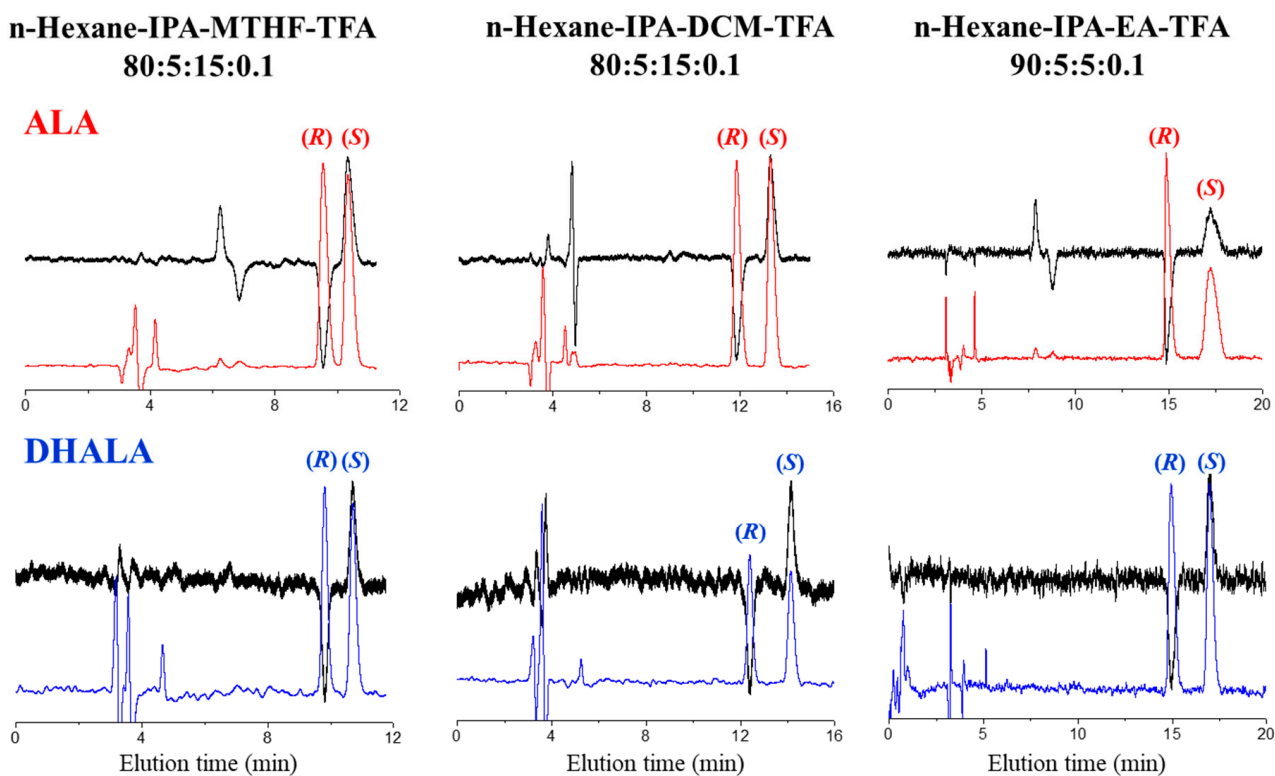 n-Hexane-IPA-MTHF-TFA
80:5:15:0.1
n-Hexane-IPA-DCM-TFA
80:5:15:0.1
n-Hexane-IPA-EA-TFA
90:5:5:0.1
ALA
(R) (S)
0 4 8 12
(R) (S)
0 4 8 12 16
(R)
(S)
0 5 10 15 20
DHALA
(R) (S)
0 4 8 12
Elution time (min)
(S)
(R)
0 4 8 12 16
Elution time (min)
(R) (S)
0 5 10 15 20
Elution time (min)